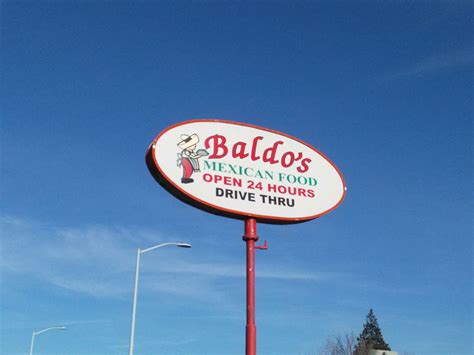 Baldo's
MEXICAN FOOD
OPEN 24 HOURS
DRIVE THRU